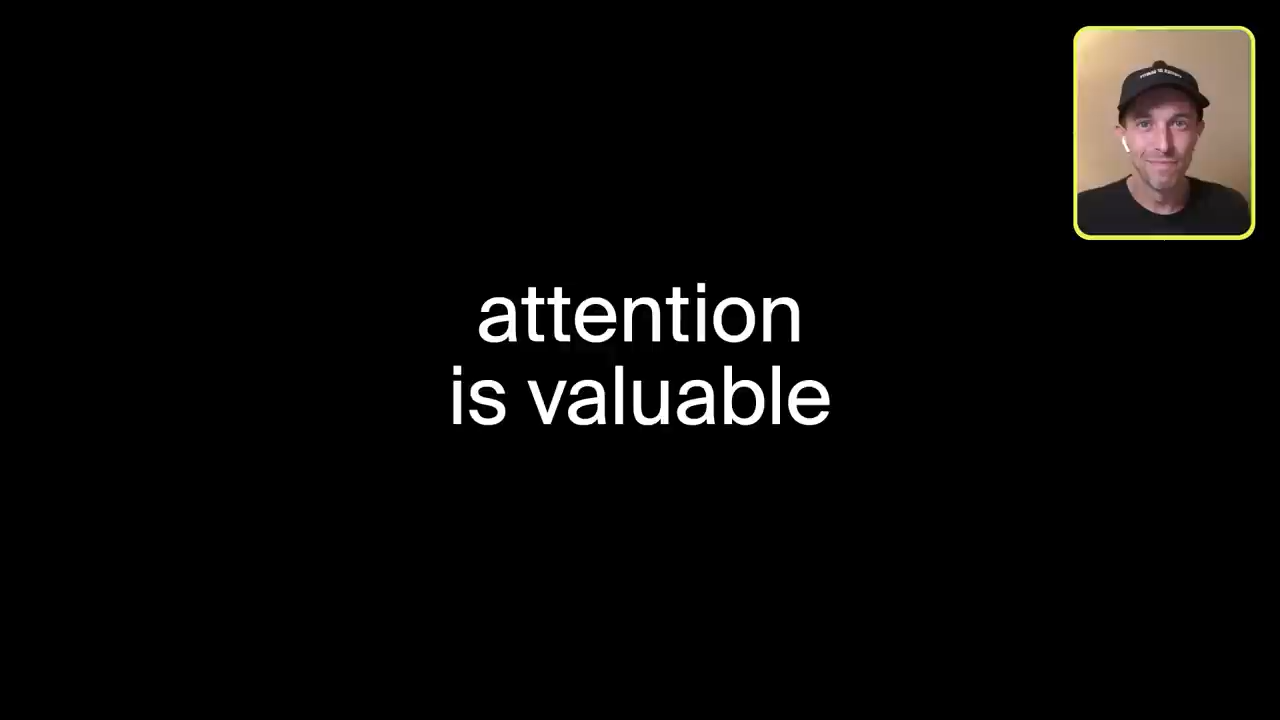 attention
is valuable